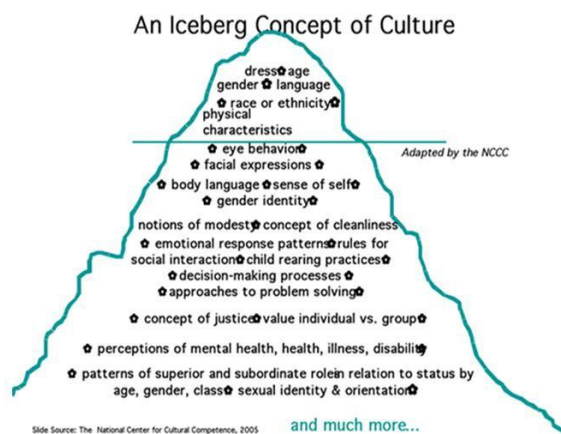 An Iceberg Concept of Culture
dress✿age
gender ✿ language
✿ race or ethnicity✿
physical
characteristics
✿ eye behavior✿
Adapted by the NCCC
✿ facial expressions ✿
✿ body language ✿sense of self✿
✿ gender identity✿
notions of modesty✿ concept of cleanliness
✿ emotional response patterns✿rules for
social interaction✿child rearing practices✿
✿decision-making processes ✿
✿approaches to problem solving✿
✿ concept of justice✿value individual vs. group✿
✿ perceptions of mental health, health, illness, disability✿
✿ patterns of superior and subordinate rolein relation to status by
age, gender, class✿ sexual identity & orientation✿
and much more...
Slide Source: The National Center for Cultural Competence, 2005